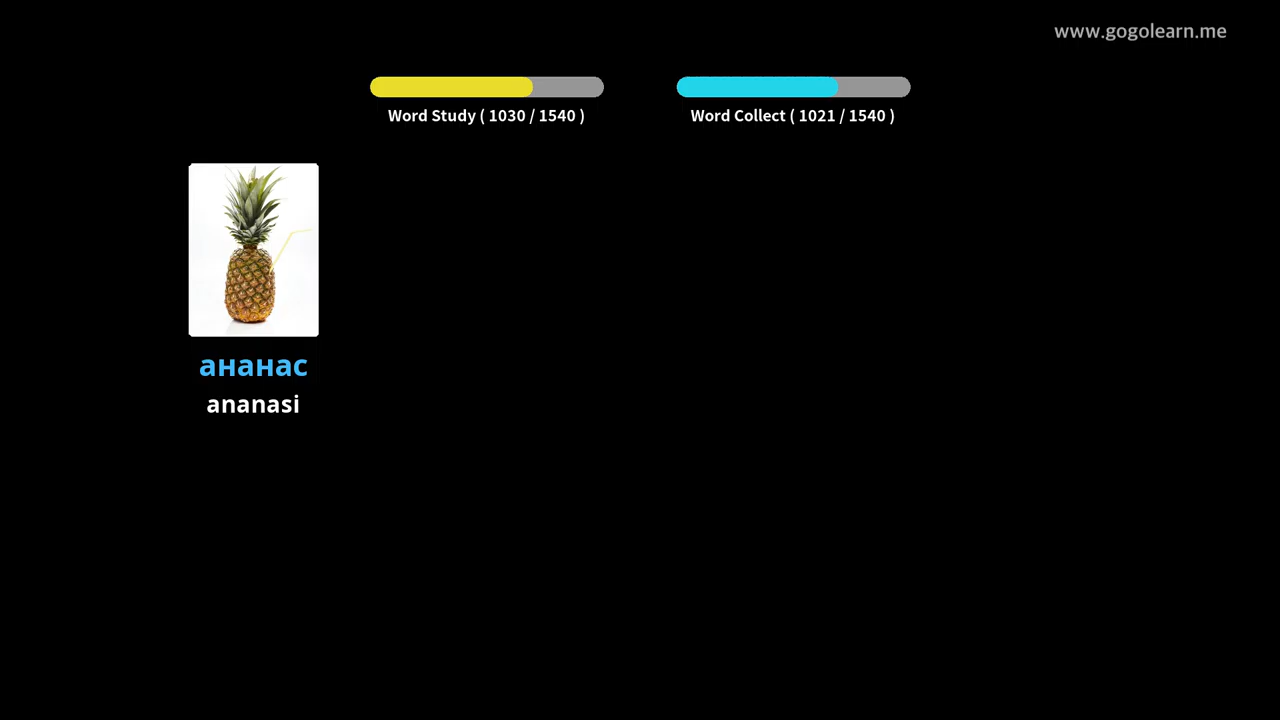 www.gogolearn.me
Word Study ( 1030 / 1540 )
Word Collect ( 1021 / 1540 )
ананас
ananasi